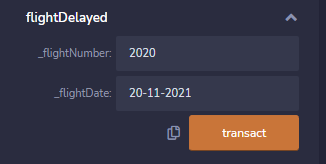 flightDelayed
_flightNumber: 2020
_flightDate: 20-11-2021
transact